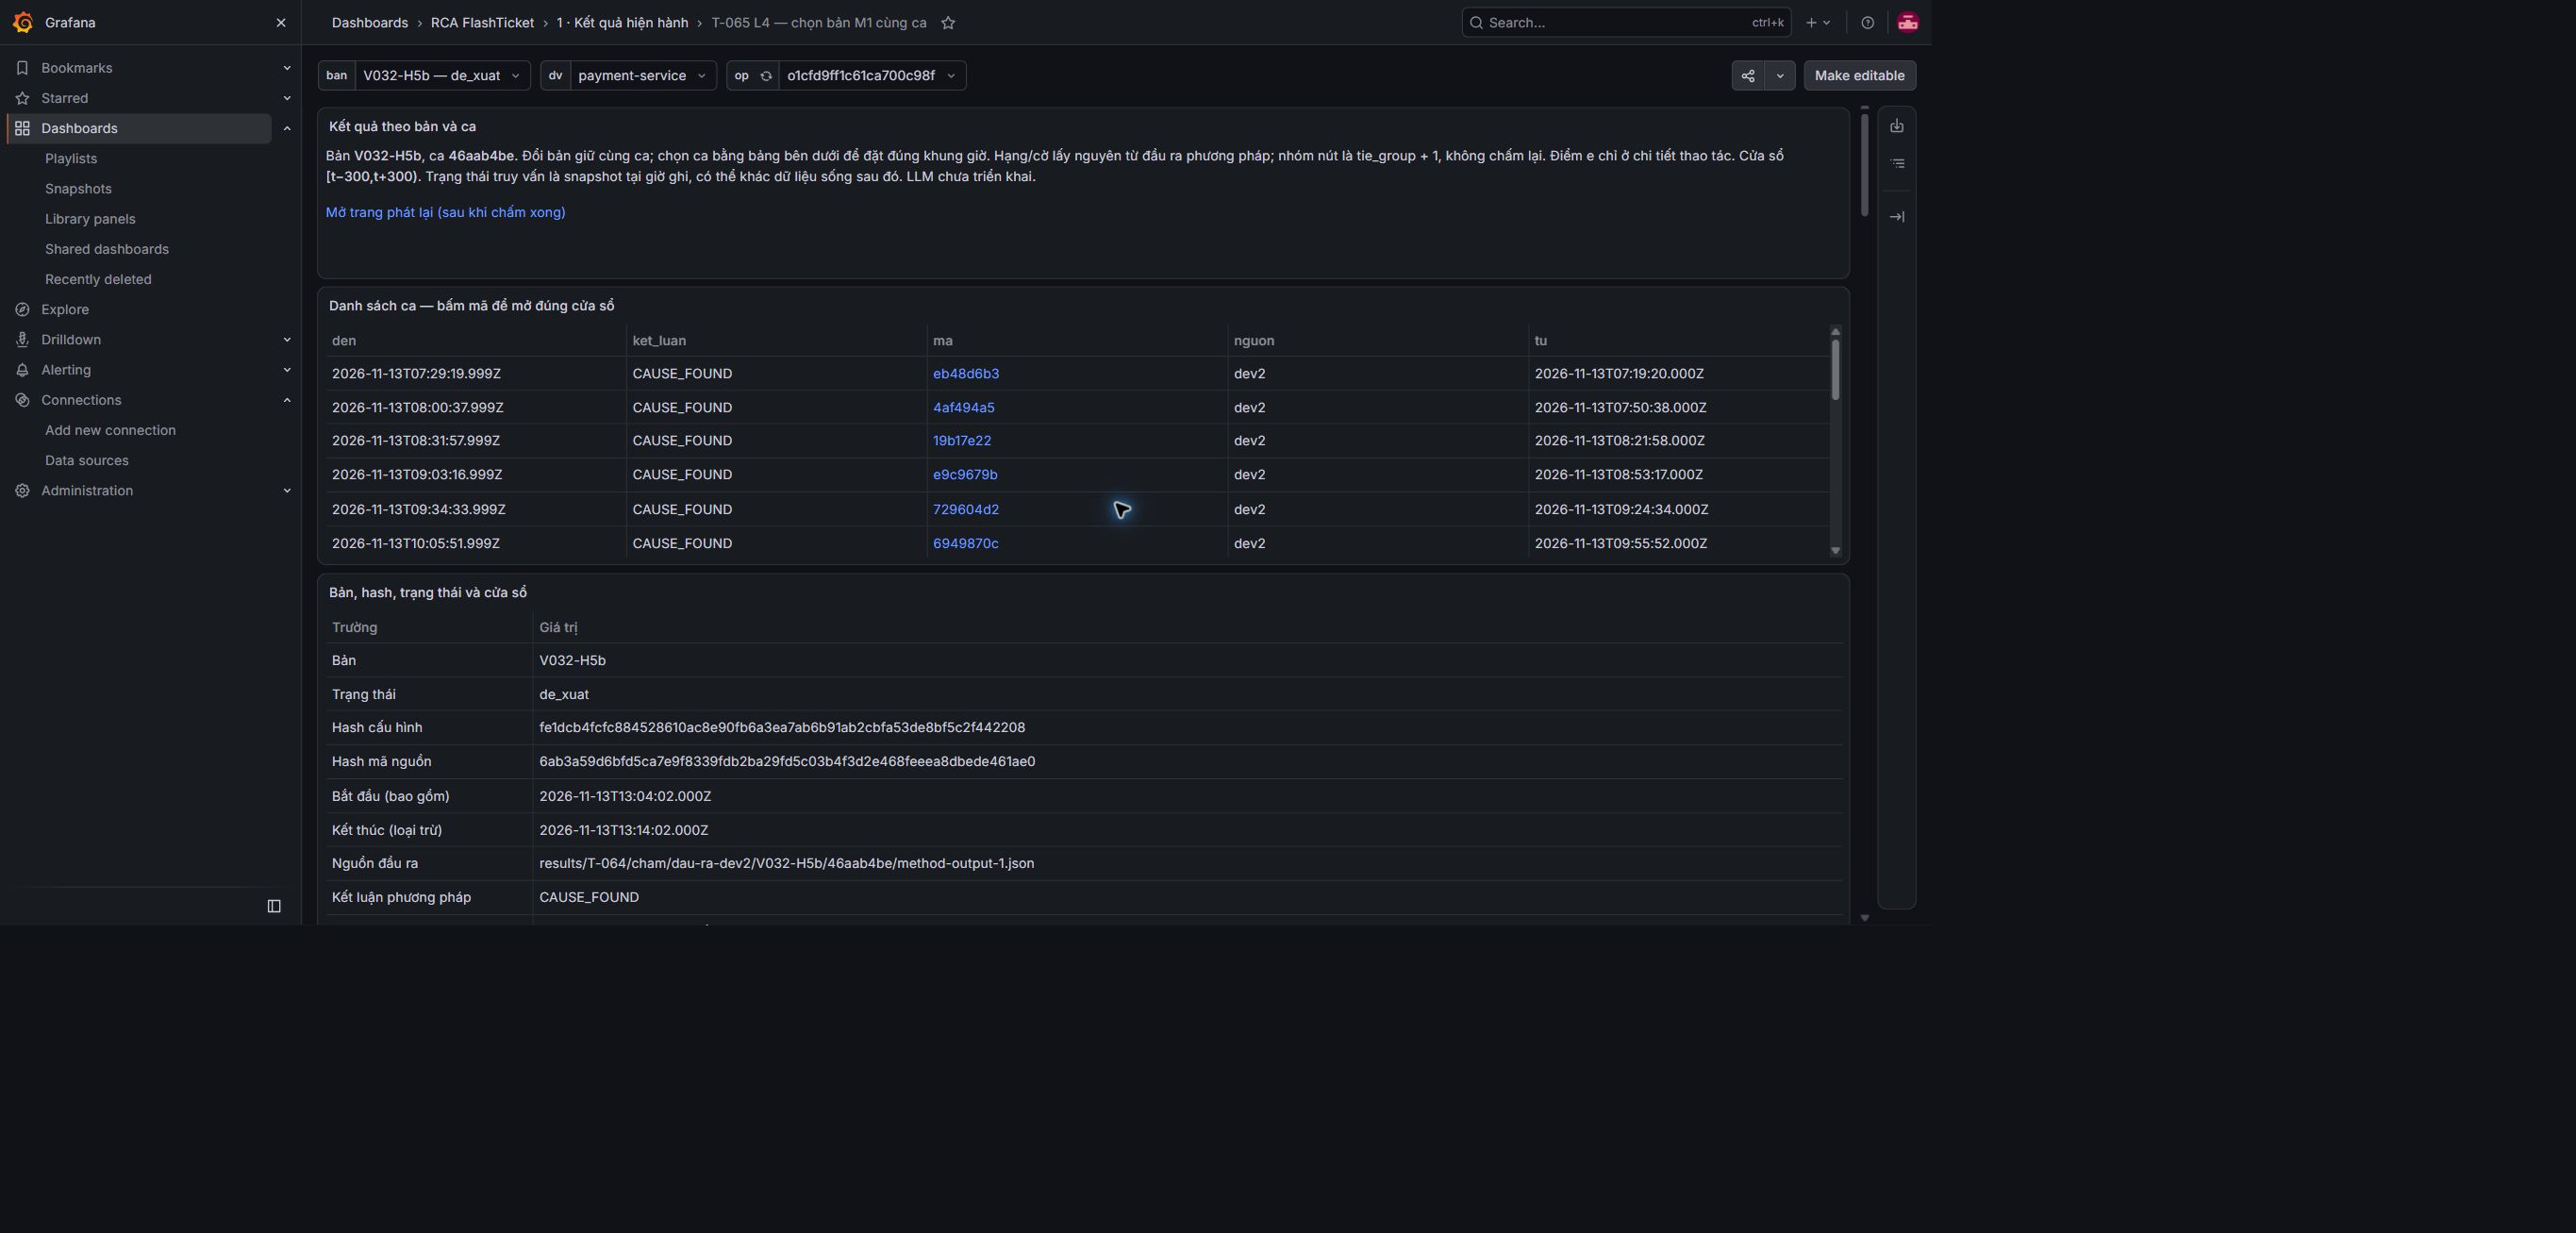 Grafana
Dashboards › RCA FlashTicket › 1 · Kết quả hiện hành › T-065 L4 — chọn bản M1 cùng ca
Search... ctrl+k
Bookmarks
Starred
Dashboards
Playlists
Snapshots
Library panels
Shared dashboards
Recently deleted
Explore
Drilldown
Alerting
Connections
Add new connection
Data sources
Administration
ban V032-H5b — de_xuat dv payment-service op o1cfd9ff1c61ca700c98f
Make editable
Kết quả theo bản và ca
Bản V032-H5b, ca 46aab4be. Đổi bản giữ cùng ca; chọn ca bằng bảng bên dưới để đặt đúng khung giờ. Hạng/cờ lấy nguyên từ đầu ra phương pháp; nhóm nút là tie_group + 1, không chấm lại. Điểm e chỉ ở chi tiết thao tác. Cửa sổ
[t−300,t+300). Trạng thái truy vấn là snapshot tại giờ ghi, có thể khác dữ liệu sống sau đó. LLM chưa triển khai.
Mở trang phát lại (sau khi chấm xong)
Danh sách ca — bấm mã để mở đúng cửa sổ
den ket_luan ma nguon tu
2026-11-13T07:29:19.999Z CAUSE_FOUND eb48d6b3 dev2 2026-11-13T07:19:20.000Z
2026-11-13T08:00:37.999Z CAUSE_FOUND 4af494a5 dev2 2026-11-13T07:50:38.000Z
2026-11-13T08:31:57.999Z CAUSE_FOUND 19b17e22 dev2 2026-11-13T08:21:58.000Z
2026-11-13T09:03:16.999Z CAUSE_FOUND e9c9679b dev2 2026-11-13T08:53:17.000Z
2026-11-13T09:34:33.999Z CAUSE_FOUND 729604d2 dev2 2026-11-13T09:24:34.000Z
2026-11-13T10:05:51.999Z CAUSE_FOUND 6949870c dev2 2026-11-13T09:55:52.000Z
Bản, hash, trạng thái và cửa sổ
Trường Giá trị
Bản V032-H5b
Trạng thái de_xuat
Hash cấu hình fe1dcb4fcfc884528610ac8e90fb6a3ea7ab6b91ab2cbfa53de8bf5c2f442208
Hash mã nguồn 6ab3a59d6bfd5ca7e9f8339fdb2ba29fd5c03b4f3d2e468feeea8dbede461ae0
Bắt đầu (bao gồm) 2026-11-13T13:04:02.000Z
Kết thúc (loại trừ) 2026-11-13T13:14:02.000Z
Nguồn đầu ra results/T-064/cham/dau-ra-dev2/V032-H5b/46aab4be/method-output-1.json
Kết luận phương pháp CAUSE_FOUND